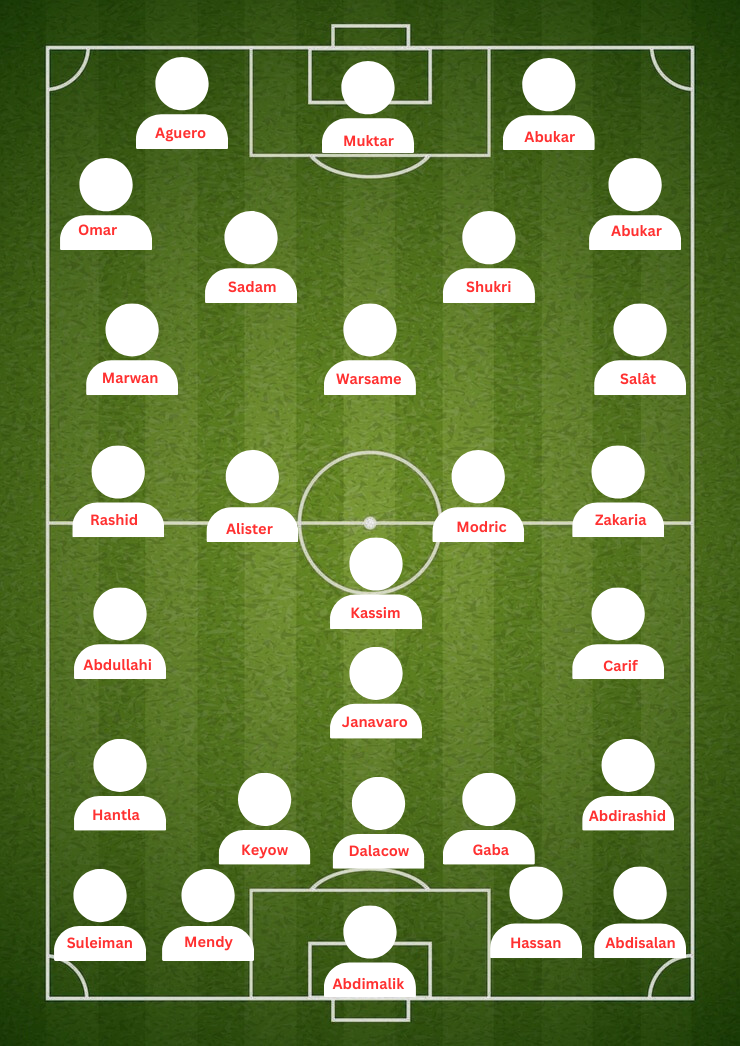 Aguero
Muktar
Abukar
Omar
Abukar
Sadam
Shukri
Marwan
Warsame
Salât
Rashid
Alister
Modric
Zakaria
Kassim
Abdullahi
Carif
Janavaro
Hantla
Abdirashid
Keyow
Dalacow
Gaba
Suleiman
Mendy
Hassan
Abdisalan
Abdimalik